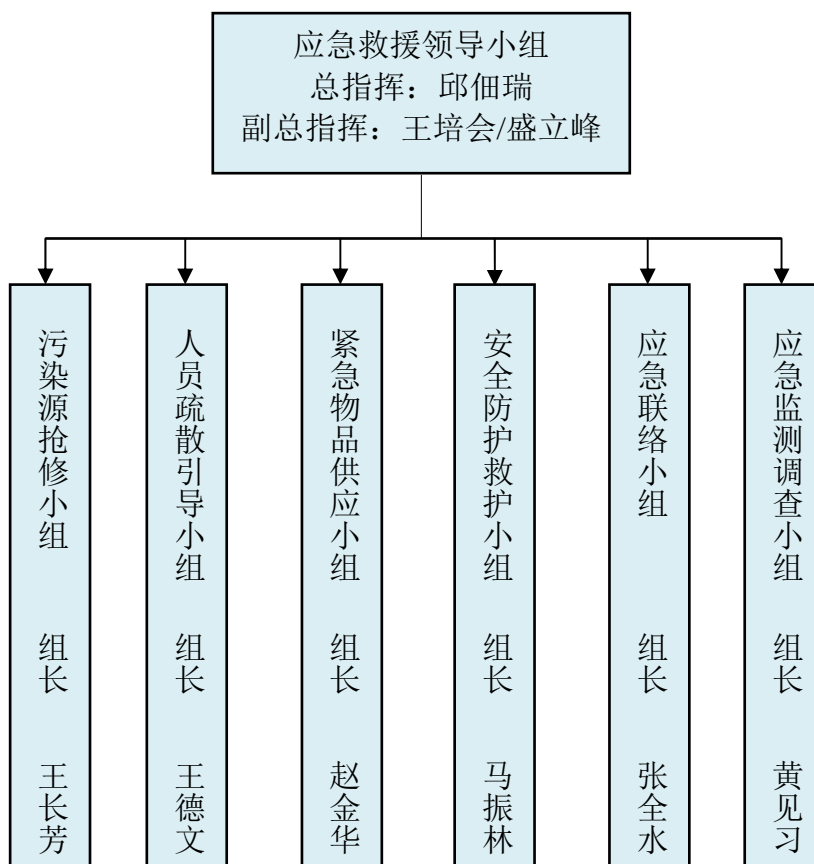 应急救援领导小组
总指挥：邱佃瑞
副总指挥：王培会/盛立峰
污染源抢修小组 组长 王长芳
人员疏散引导小组 组长 王德文
紧急物品供应小组 组长 赵金华
安全防护救护小组 组长 马振林
应急联络小组 组长 张全水
应急监测调查小组 组长 黄见习